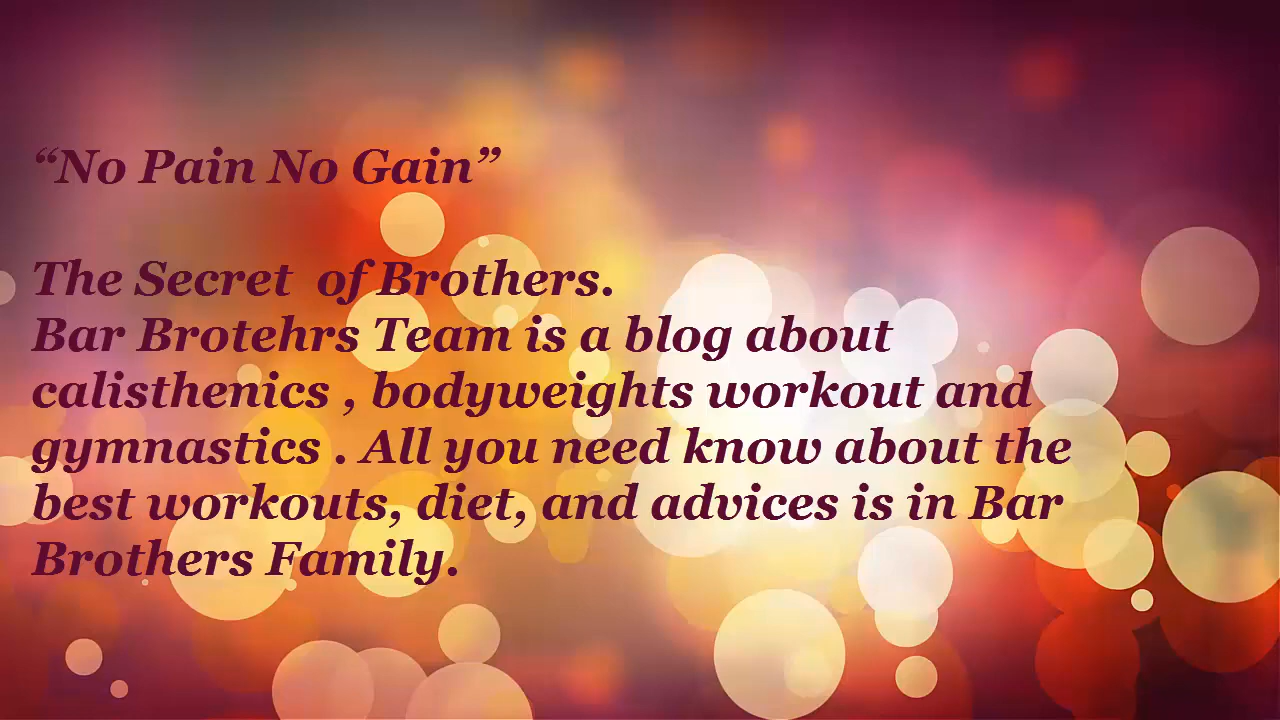 “No Pain No Gain”
The Secret  of Brothers.
Bar Brotehrs Team is a blog about
calisthenics , bodyweights workout and
gymnastics . All you need know about the
best workouts, diet, and advices is in Bar
Brothers Family.